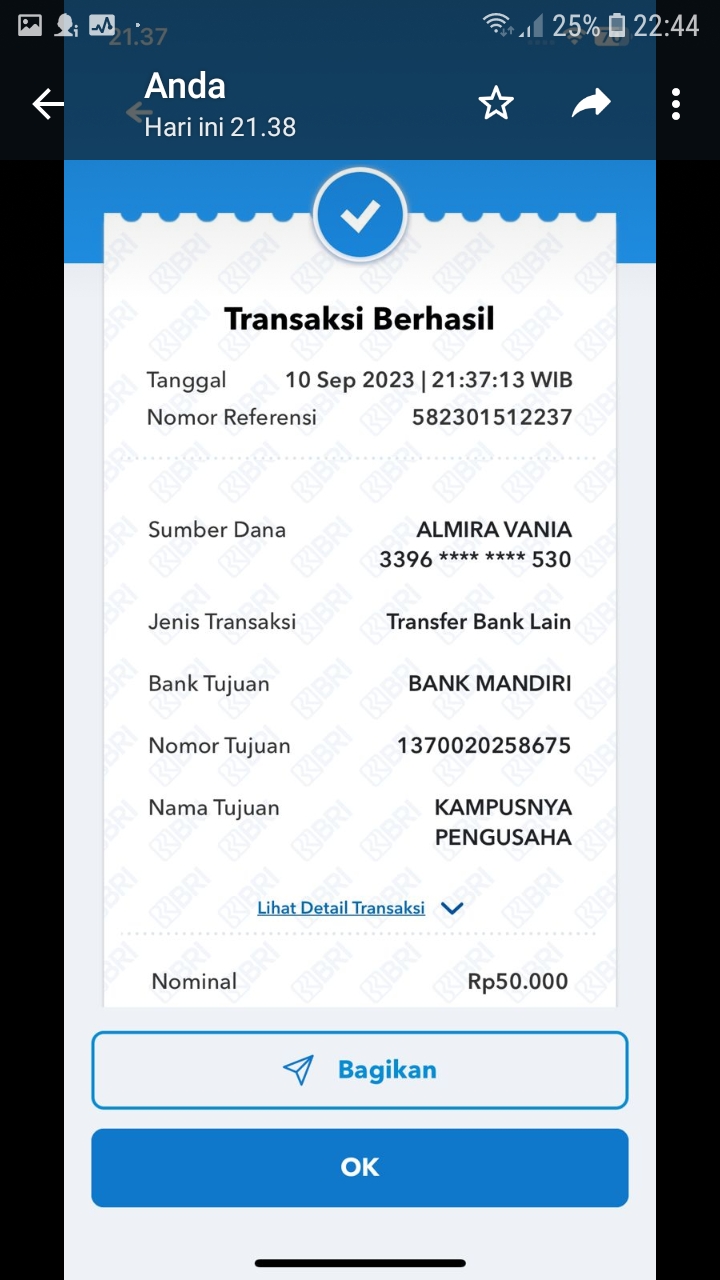 25% 22:44
21.37
Anda
Hari ini 21.38
Transaksi Berhasil
Tanggal 10 Sep 2023 | 21:37:13 WIB
Nomor Referensi 582301512237
Sumber Dana ALMIRA VANIA
3396 **** **** 530
Jenis Transaksi Transfer Bank Lain
Bank Tujuan BANK MANDIRI
Nomor Tujuan 1370020258675
Nama Tujuan KAMPUSNYA
PENGUSAHA
Lihat Detail Transaksi
Nominal Rp50.000
Bagikan
OK